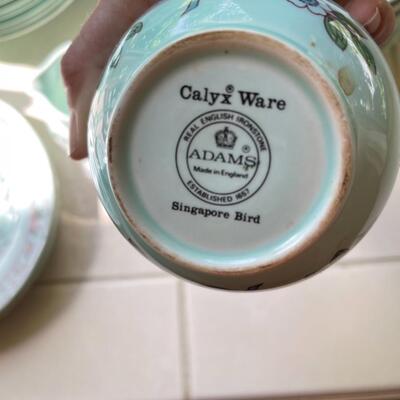 Calyx® Ware
REAL ENGLISH IRONSTONE
ADAMS
Made in England
ESTABLISHED 1657
Singapore Bird